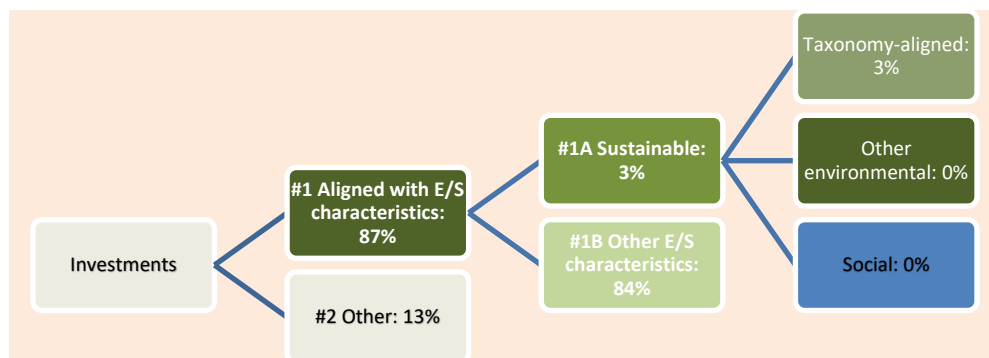 Investments
#1 Aligned with E/S
characteristics:
87%
#2 Other: 13%
#1A Sustainable:
3%
#1B Other E/S
characteristics:
84%
Taxonomy-aligned:
3%
Other
environmental: 0%
Social: 0%